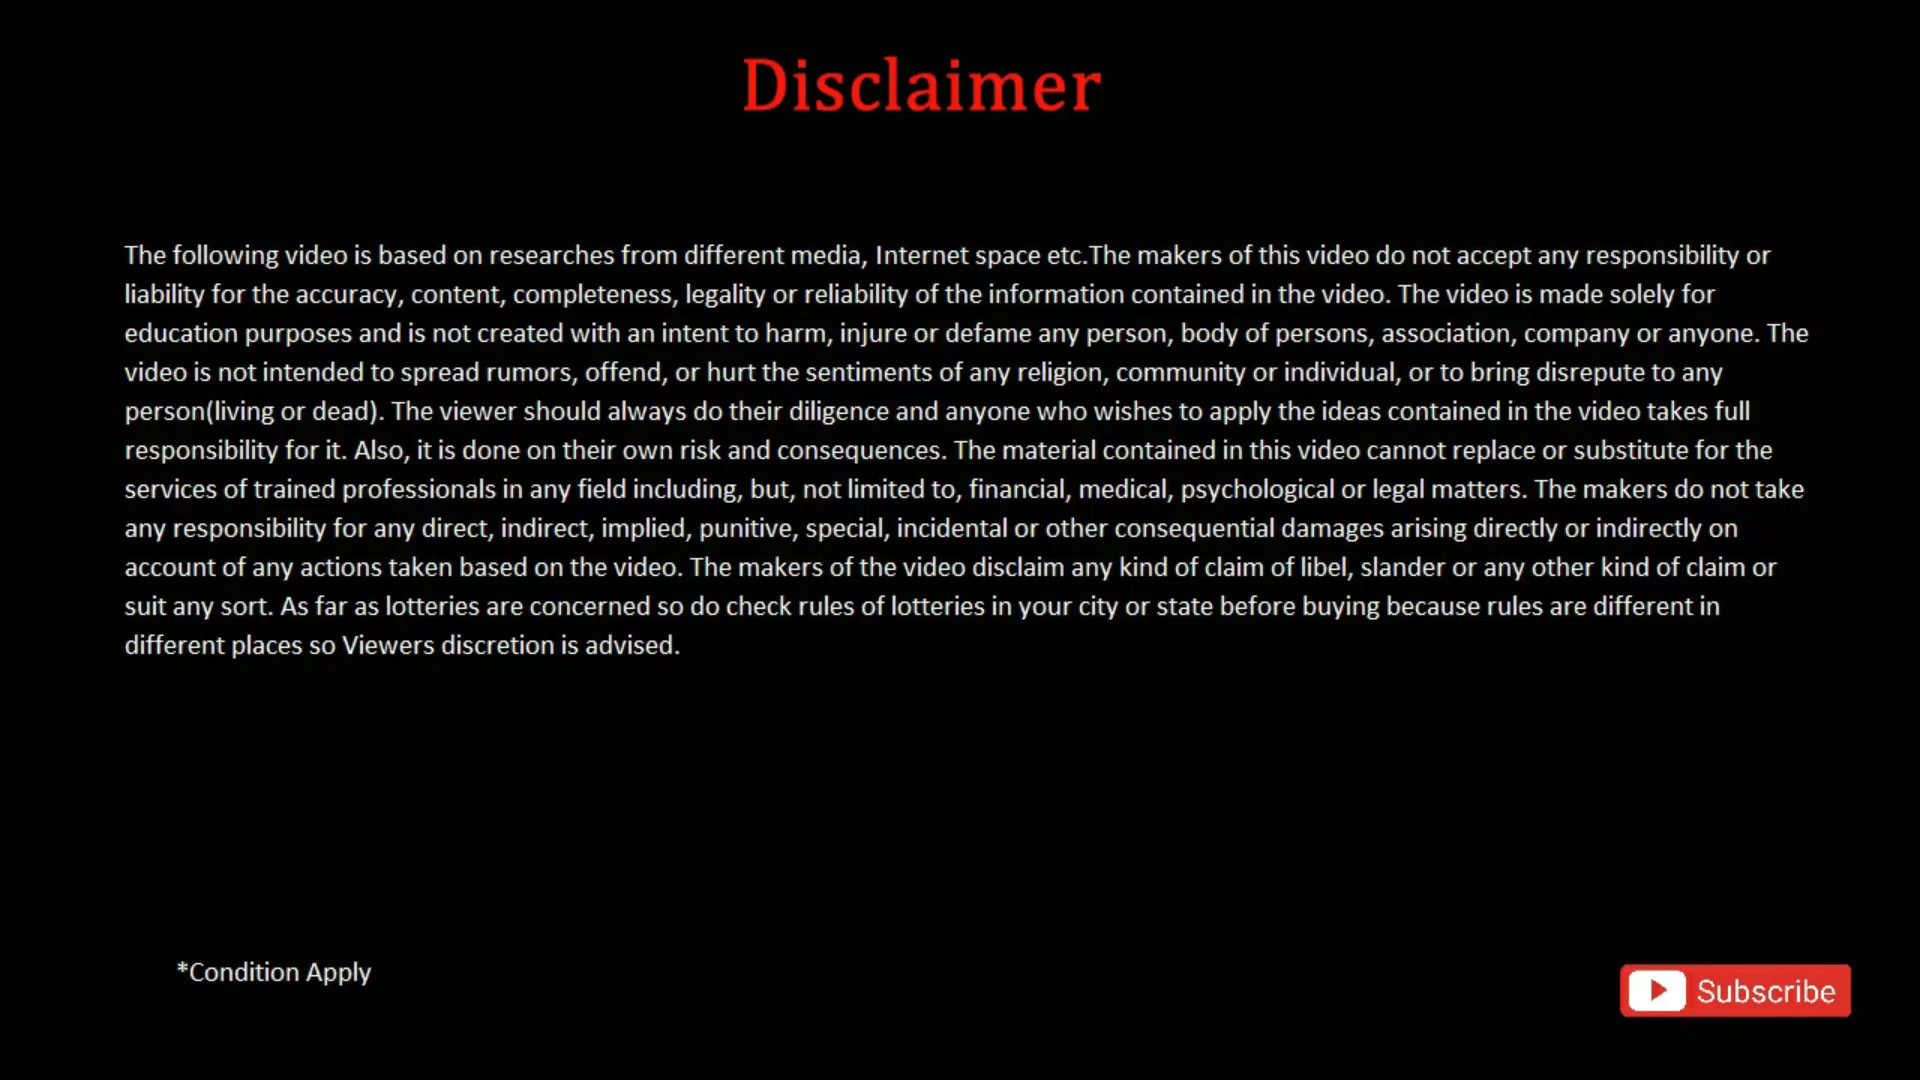 Disclaimer
The following video is based on researches from different media, Internet space etc.The makers of this video do not accept any responsibility or
liability for the accuracy, content, completeness, legality or reliability of the information contained in the video. The video is made solely for
education purposes and is not created with an intent to harm, injure or defame any person, body of persons, association, company or anyone. The
video is not intended to spread rumors, offend, or hurt the sentiments of any religion, community or individual, or to bring disrepute to any
person(living or dead). The viewer should always do their diligence and anyone who wishes to apply the ideas contained in the video takes full
responsibility for it. Also, it is done on their own risk and consequences. The material contained in this video cannot replace or substitute for the
services of trained professionals in any field including, but, not limited to, financial, medical, psychological or legal matters. The makers do not take
any responsibility for any direct, indirect, implied, punitive, special, incidental or other consequential damages arising directly or indirectly on
account of any actions taken based on the video. The makers of the video disclaim any kind of claim of libel, slander or any other kind of claim or
suit any sort. As far as lotteries are concerned so do check rules of lotteries in your city or state before buying because rules are different in
different places so Viewers discretion is advised.
*Condition Apply
Subscribe